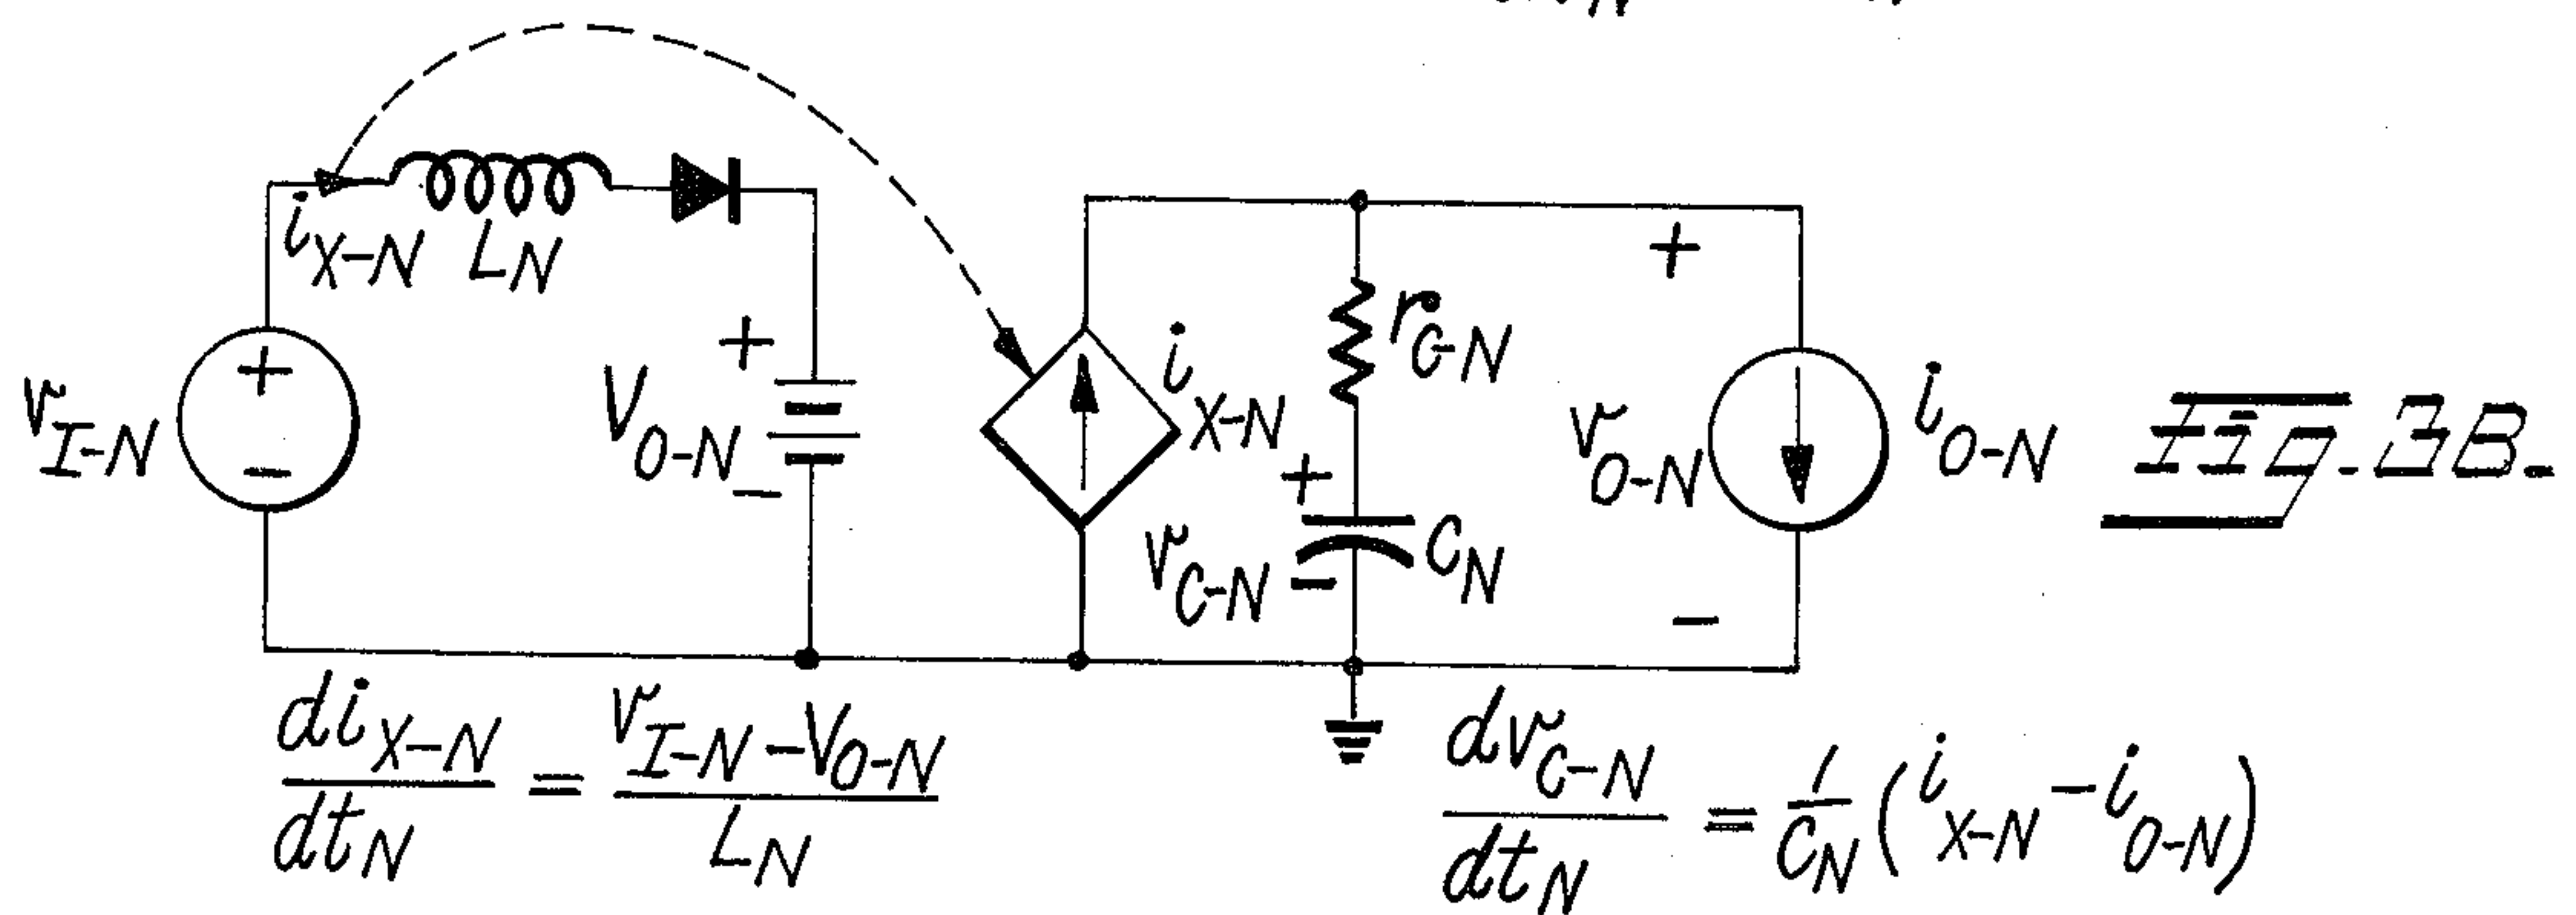 i_{X-N}
L_N
+
-
v_{I-N}
+
V_{O-N}
-
i_{X-N}
r_{C-N}
+
v_{C-N}
-
C_N
+
v_{O-N}
-
i_{O-N}
Fig. 3B.
di_{X-N}/dt_N = (v_{I-N} - V_{O-N})/L_N
dv_{C-N}/dt_N = 1/C_N (i_{X-N} - i_{O-N})